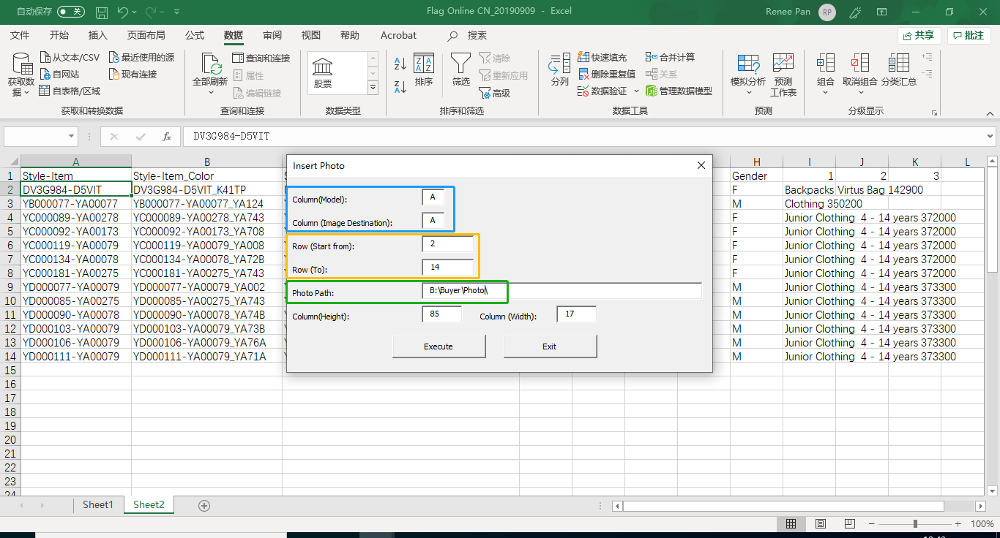 自动保存 关 Flag Online CN_20190909 - Excel Renee Pan RP
文件 开始 插入 页面布局 公式 数据 审阅 视图 帮助 Acrobat 搜索 共享 批注
从文本/CSV 最近使用的源 查询和连接 清除 快速填充 合并计算
自网站 现有连接 属性 重新应用 删除重复值 关系
自表格/区域 编辑链接 高级 数据验证 管理数据模型
获取数据 全部刷新 股票 排序 筛选 分列 模拟分析 预测工作表 组合 取消组合 分类汇总
获取和转换数据 查询和连接 数据类型 排序和筛选 数据工具 预测 分级显示
fx DV3G984-D5VIT
A B H I J K L
1 Style-Item Style-Item_Color Gender 1 2 3
2 DV3G984-D5VIT DV3G984-D5VIT_K41TP F Backpacks Virtus Bag 142900
3 YB000077-YA00077 YB000077-YA00077_YA124 M Clothing 350200
4 YC000089-YA00278 YC000089-YA00278_YA743 F Junior Clothing 4 - 14 years 372000
5 YC000092-YA00173 YC000092-YA00173_YA708 F Junior Clothing 4 - 14 years 372000
6 YC000119-YA00079 YC000119-YA00079_YA008 F Junior Clothing 4 - 14 years 372000
7 YC000134-YA00078 YC000134-YA00078_YA72B F Junior Clothing 4 - 14 years 372000
8 YC000181-YA00275 YC000181-YA00275_YA743 F Junior Clothing 4 - 14 years 372000
9 YD000077-YA00079 YD000077-YA00079_YA002 M Junior Clothing 4 - 14 years 373300
10 YD000085-YA00275 YD000085-YA00275_YA743 M Junior Clothing 4 - 14 years 373300
11 YD000090-YA00078 YD000090-YA00078_YA74B M Junior Clothing 4 - 14 years 373300
12 YD000103-YA00079 YD000103-YA00079_YA73B M Junior Clothing 4 - 14 years 373300
13 YD000106-YA00079 YD000106-YA00079_YA76A M Junior Clothing 4 - 14 years 373300
14 YD000111-YA00079 YD000111-YA00079_YA71A M Junior Clothing 4 - 14 years 373300
15
16
17
18
19
20
21
22
23
Insert Photo
Column(Model): A
Column (Image Destination): A
Row (Start from): 2
Row (To): 14
Photo Path: B:\Buyer\Photo\
Column(Height): 85 Column (Width): 17
Execute Exit
Sheet1 Sheet2
100%